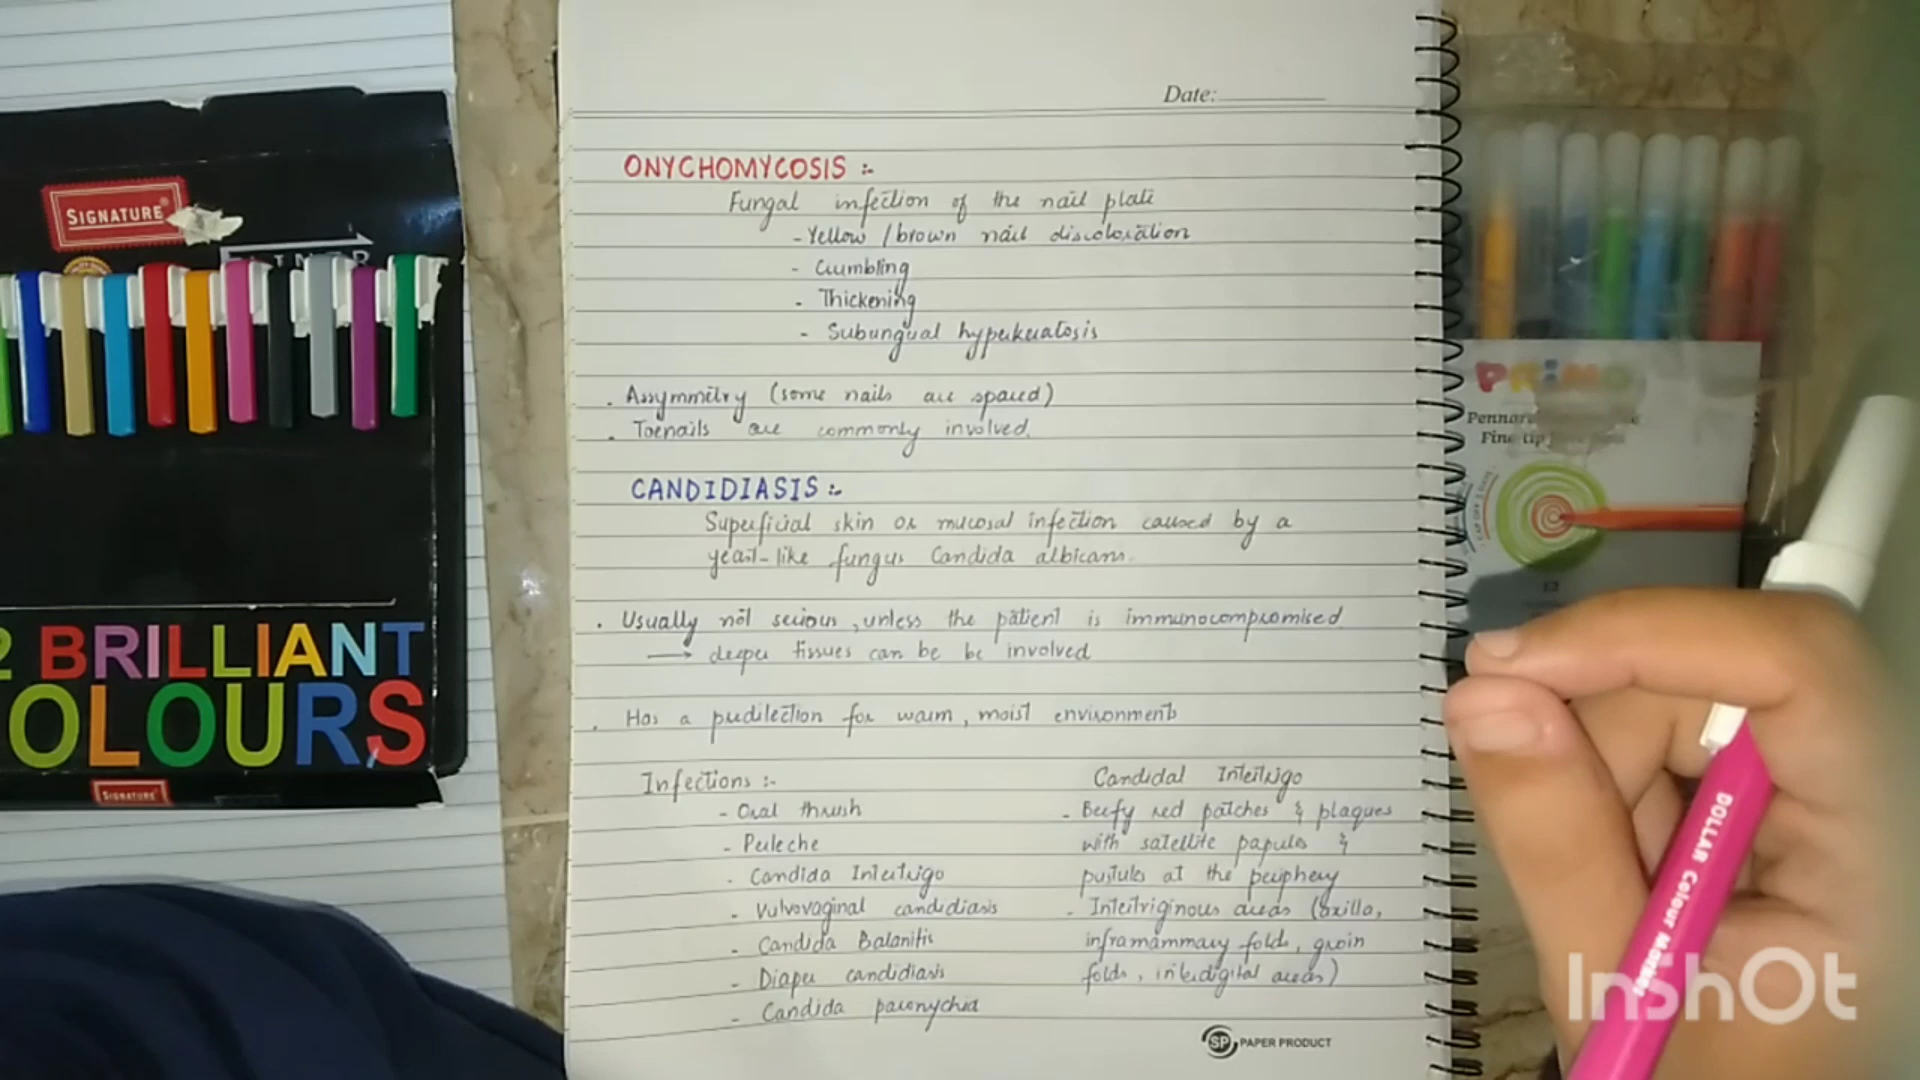 Date:
ONYCHOMYCOSIS :-
Fungal infection of the nail plate
- Yellow / brown nail discoloration
- Crumbling
- Thickening
- Subungual hyperkeratosis
. Assymmetry (some nails are spared)
. Toenails are commonly involved.
CANDIDIASIS :-
Superficial skin or mucosal infection caused by a
yeast-like fungus Candida albicans.
. Usually not serious, unless the patient is immunocompromised
→ deeper tissues can be be involved
. Has a predilection for warm, moist environments
Infections :-
- Oral thrush
- Perleche
- Candida Intertrigo
- Vulvovaginal candidiasis
- Candida Balanitis
- Diaper candidiasis
- Candida paronychia
Candidal Intertrigo
- Beefy red patches & plaques
with satellite papules &
pustules at the periphery
- Intertriginous areas (axilla,
inframammary folds, groin
folds, interdigital areas)
SP PAPER PRODUCT
SIGNATURE
LINER
2 BRILLIANT
COLOURS
SIGNATURE
PRIMO
Fine tip
12
DOLLAR Colour Marker
InShOt